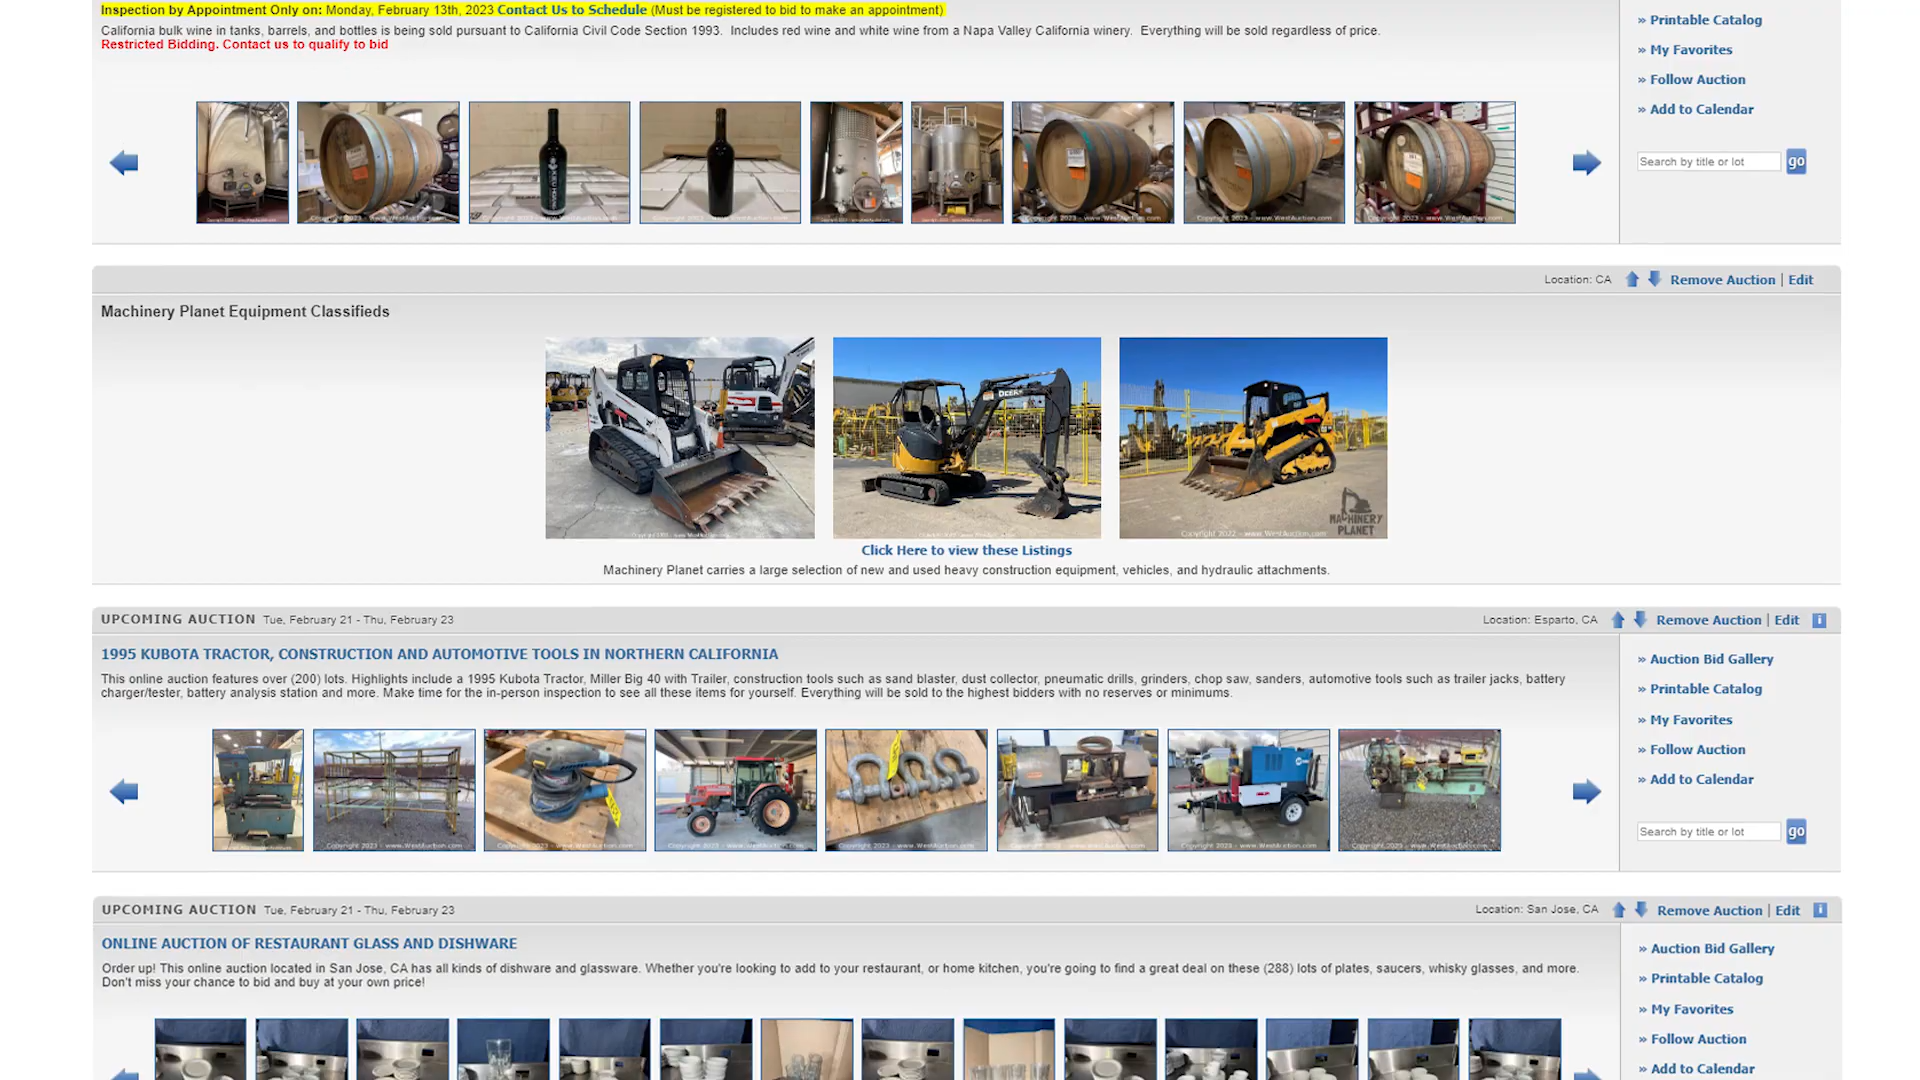 Inspection by Appointment Only on: Monday, February 13th, 2023 Contact Us to Schedule (Must be registered to bid to make an appointment)
California bulk wine in tanks, barrels, and bottles is being sold pursuant to California Civil Code Section 1993. Includes red wine and white wine from a Napa Valley California winery. Everything will be sold regardless of price.
Restricted Bidding. Contact us to qualify to bid
» Printable Catalog
» My Favorites
» Follow Auction
» Add to Calendar
Search by title or lot go
Copyright 2023 - www.WestAuction.com
Location: CA Remove Auction | Edit
Machinery Planet Equipment Classifieds
Copyright 2022 - www.WestAuction.com
MACHINERY
PLANET
Click Here to view these Listings
Machinery Planet carries a large selection of new and used heavy construction equipment, vehicles, and hydraulic attachments.
UPCOMING AUCTION Tue, February 21 - Thu, February 23
Location: Esparto, CA Remove Auction | Edit i
1995 KUBOTA TRACTOR, CONSTRUCTION AND AUTOMOTIVE TOOLS IN NORTHERN CALIFORNIA
This online auction features over (200) lots. Highlights include a 1995 Kubota Tractor, Miller Big 40 with Trailer, construction tools such as sand blaster, dust collector, pneumatic drills, grinders, chop saw, sanders, automotive tools such as trailer jacks, battery
charger/tester, battery analysis station and more. Make time for the in-person inspection to see all these items for yourself. Everything will be sold to the highest bidders with no reserves or minimums.
» Auction Bid Gallery
» Printable Catalog
» My Favorites
» Follow Auction
» Add to Calendar
Search by title or lot go
Copyright 2023 - www.WestAuction.com
UPCOMING AUCTION Tue, February 21 - Thu, February 23
Location: San Jose, CA Remove Auction | Edit i
ONLINE AUCTION OF RESTAURANT GLASS AND DISHWARE
Order up! This online auction located in San Jose, CA has all kinds of dishware and glassware. Whether you're looking to add to your restaurant, or home kitchen, you're going to find a great deal on these (288) lots of plates, saucers, whisky glasses, and more.
Don't miss your chance to bid and buy at your own price!
» Auction Bid Gallery
» Printable Catalog
» My Favorites
» Follow Auction
» Add to Calendar